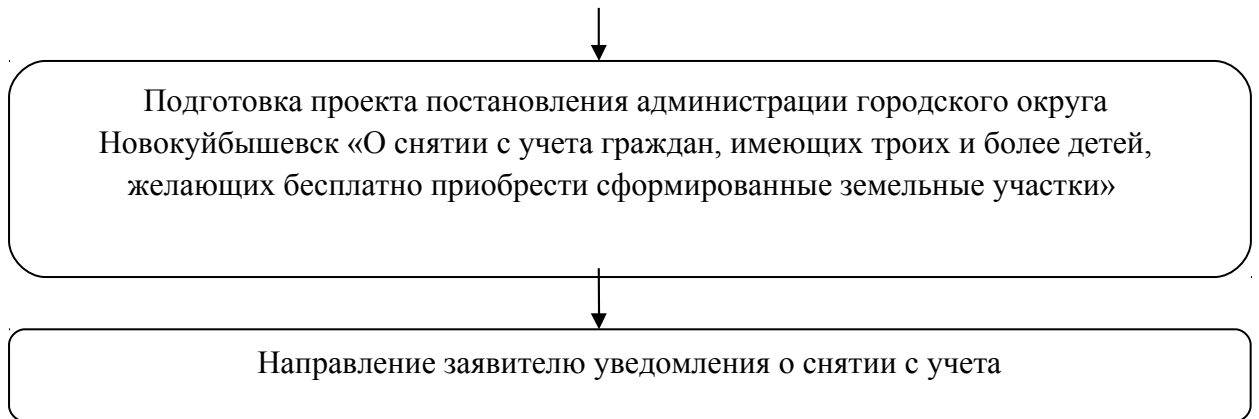 Подготовка проекта постановления администрации городского округа
Новокуйбышевск «О снятии с учета граждан, имеющих троих и более детей,
желающих бесплатно приобрести сформированные земельные участки»
Направление заявителю уведомления о снятии с учета